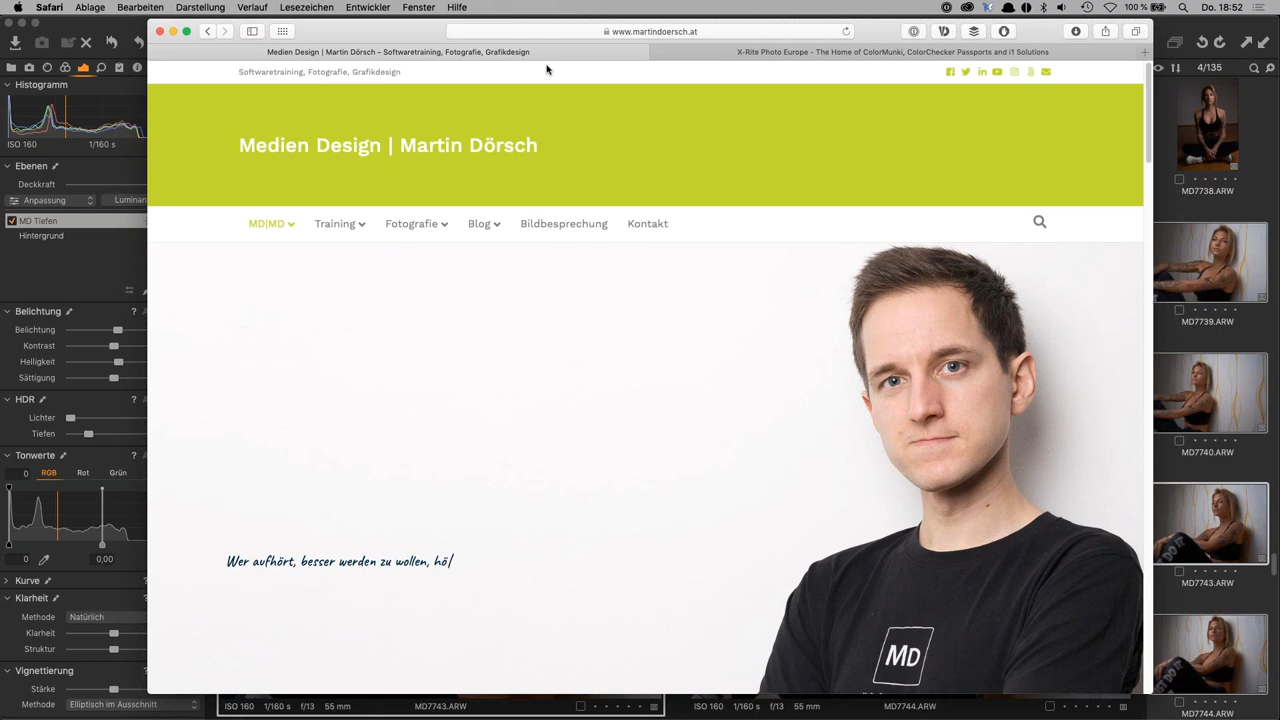 Safari Ablage Bearbeiten Darstellung Verlauf Lesezeichen Entwickler Fenster Hilfe 100 % Do. 18:52
www.martindoersch.at
Medien Design | Martin Dörsch – Softwaretraining, Fotografie, Grafikdesign
X-Rite Photo Europe - The Home of ColorMunki, ColorChecker Passports and i1 Solutions
4/135
Softwaretraining, Fotografie, Grafikdesign
Medien Design | Martin Dörsch
MD|MD Training Fotografie Blog Bildbesprechung Kontakt
Wer aufhört, besser werden zu wollen, hö
MD
Histogramm
ISO 160 1/160 s
Ebenen
Deckkraft
Anpassung Luminan
MD Tiefen
Hintergrund
Belichtung ?
Belichtung
Kontrast
Helligkeit
Sättigung
HDR ?
Lichter
Tiefen
Tonwerte ?
0 RGB Rot Grün
0 0,00
Kurve ?
Klarheit ?
Methode Natürlich
Klarheit
Struktur
Vignettierung
Stärke
Methode Elliptisch im Ausschnitt
MD7738.ARW
MD7739.ARW
MD7740.ARW
MD7743.ARW
MD7744.ARW
ISO 160 1/160 s f/13 55 mm MD7743.ARW
ISO 160 1/160 s f/13 55 mm MD7744.ARW